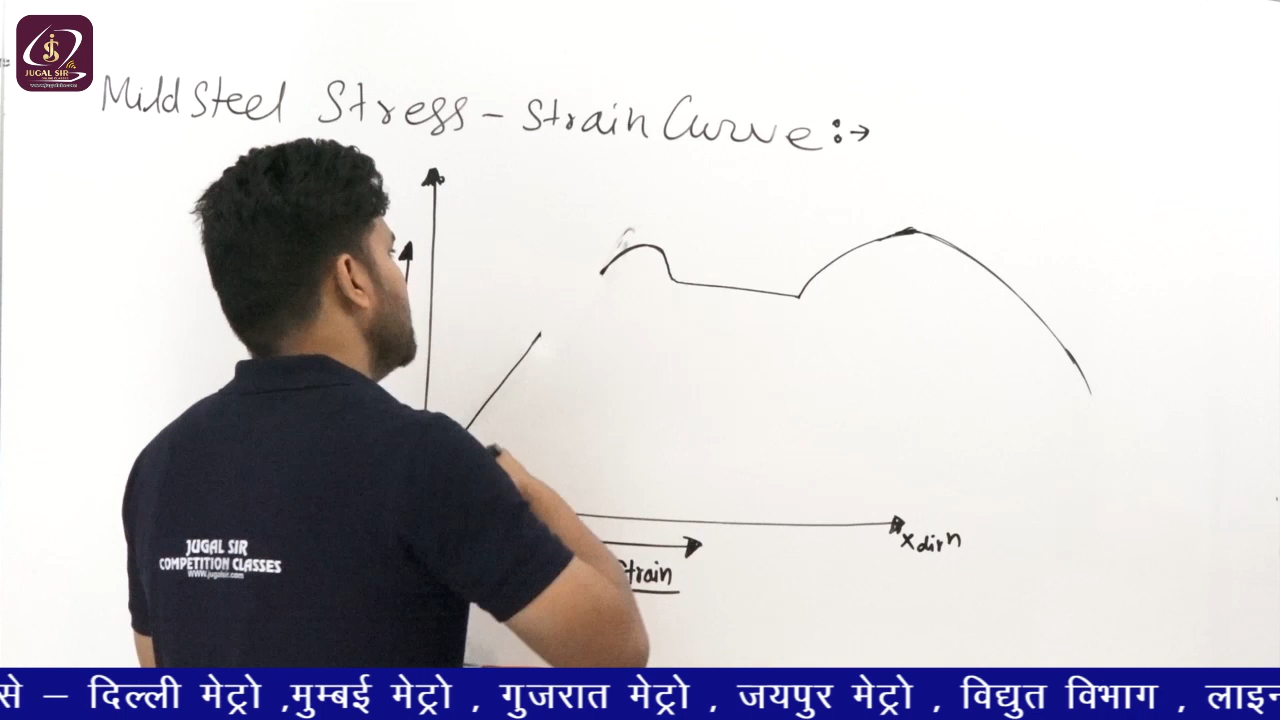 JUGAL SIR
Mild Steel Stress - Strain Curve :→
x dirn
Strain
JUGAL SIR
COMPETITION CLASSES
www.jugalsir.com
से – दिल्ली मेट्रो ,मुम्बई मेट्रो , गुजरात मेट्रो , जयपुर मेट्रो , विद्युत विभाग , लाइन